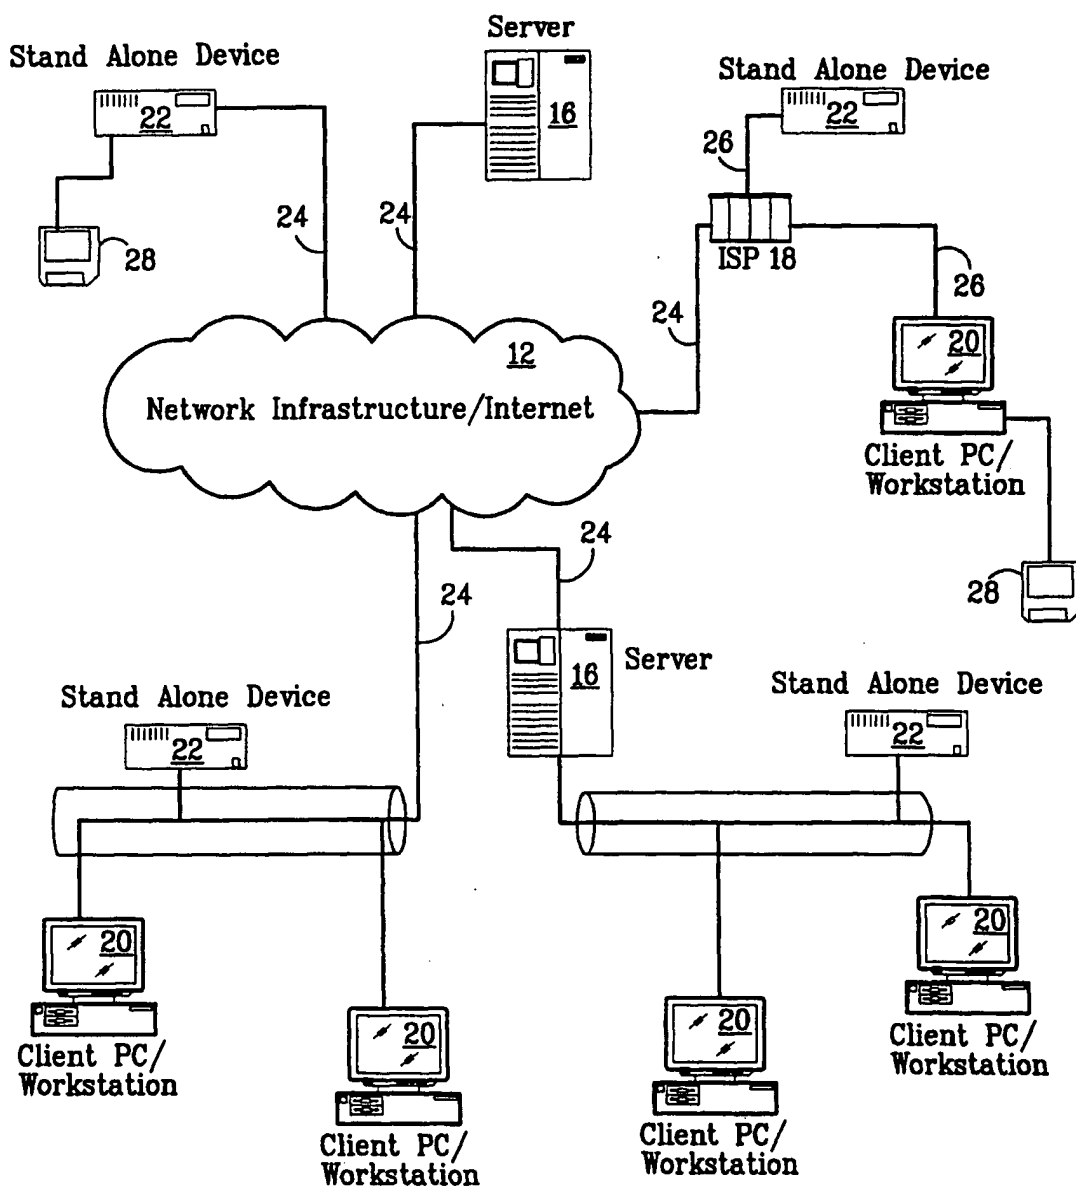 Server
Stand Alone Device
22
16
Stand Alone Device
22
26
24
24
28
ISP 18
26
24
12
20
Network Infrastructure/Internet
Client PC/
Workstation
24
24
28
16
Server
Stand Alone Device
22
Stand Alone Device
22
20
Client PC/
Workstation
20
Client PC/
Workstation
20
Client PC/
Workstation
20
Client PC/
Workstation